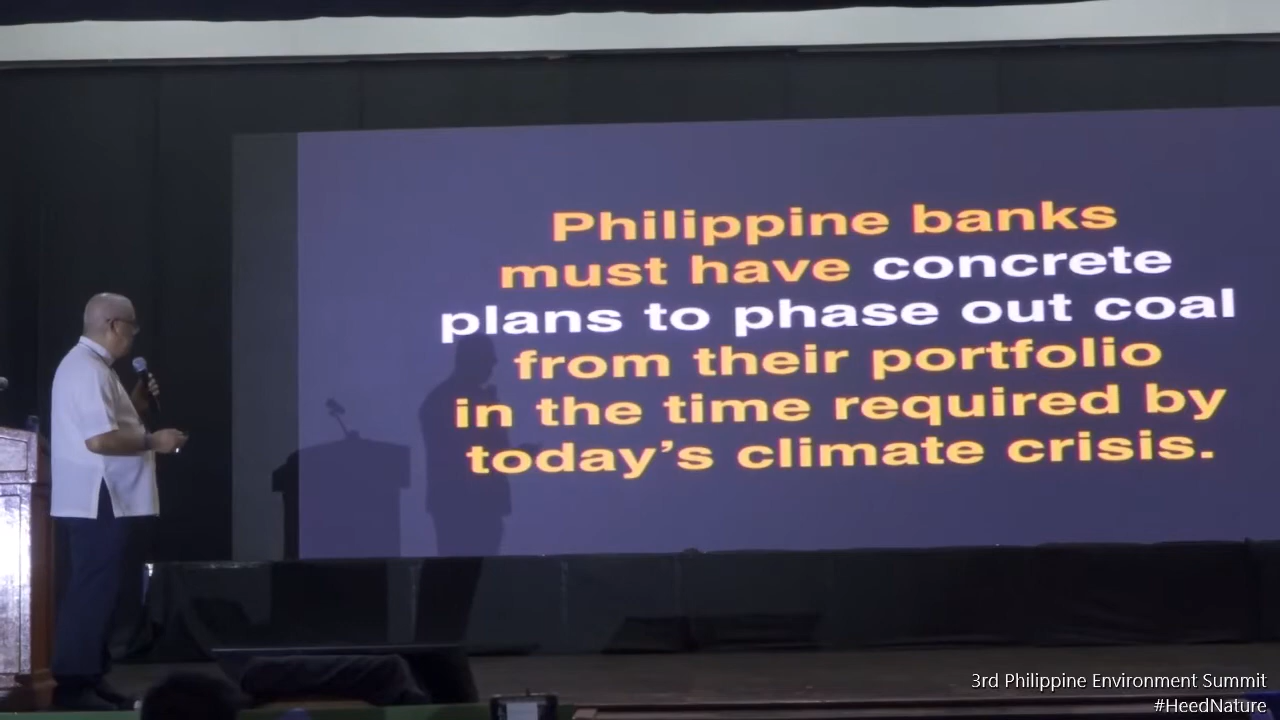 Philippine banks
must have concrete
plans to phase out coal
from their portfolio
in the time required by
today's climate crisis.
3rd Philippine Environment Summit
#HeedNature